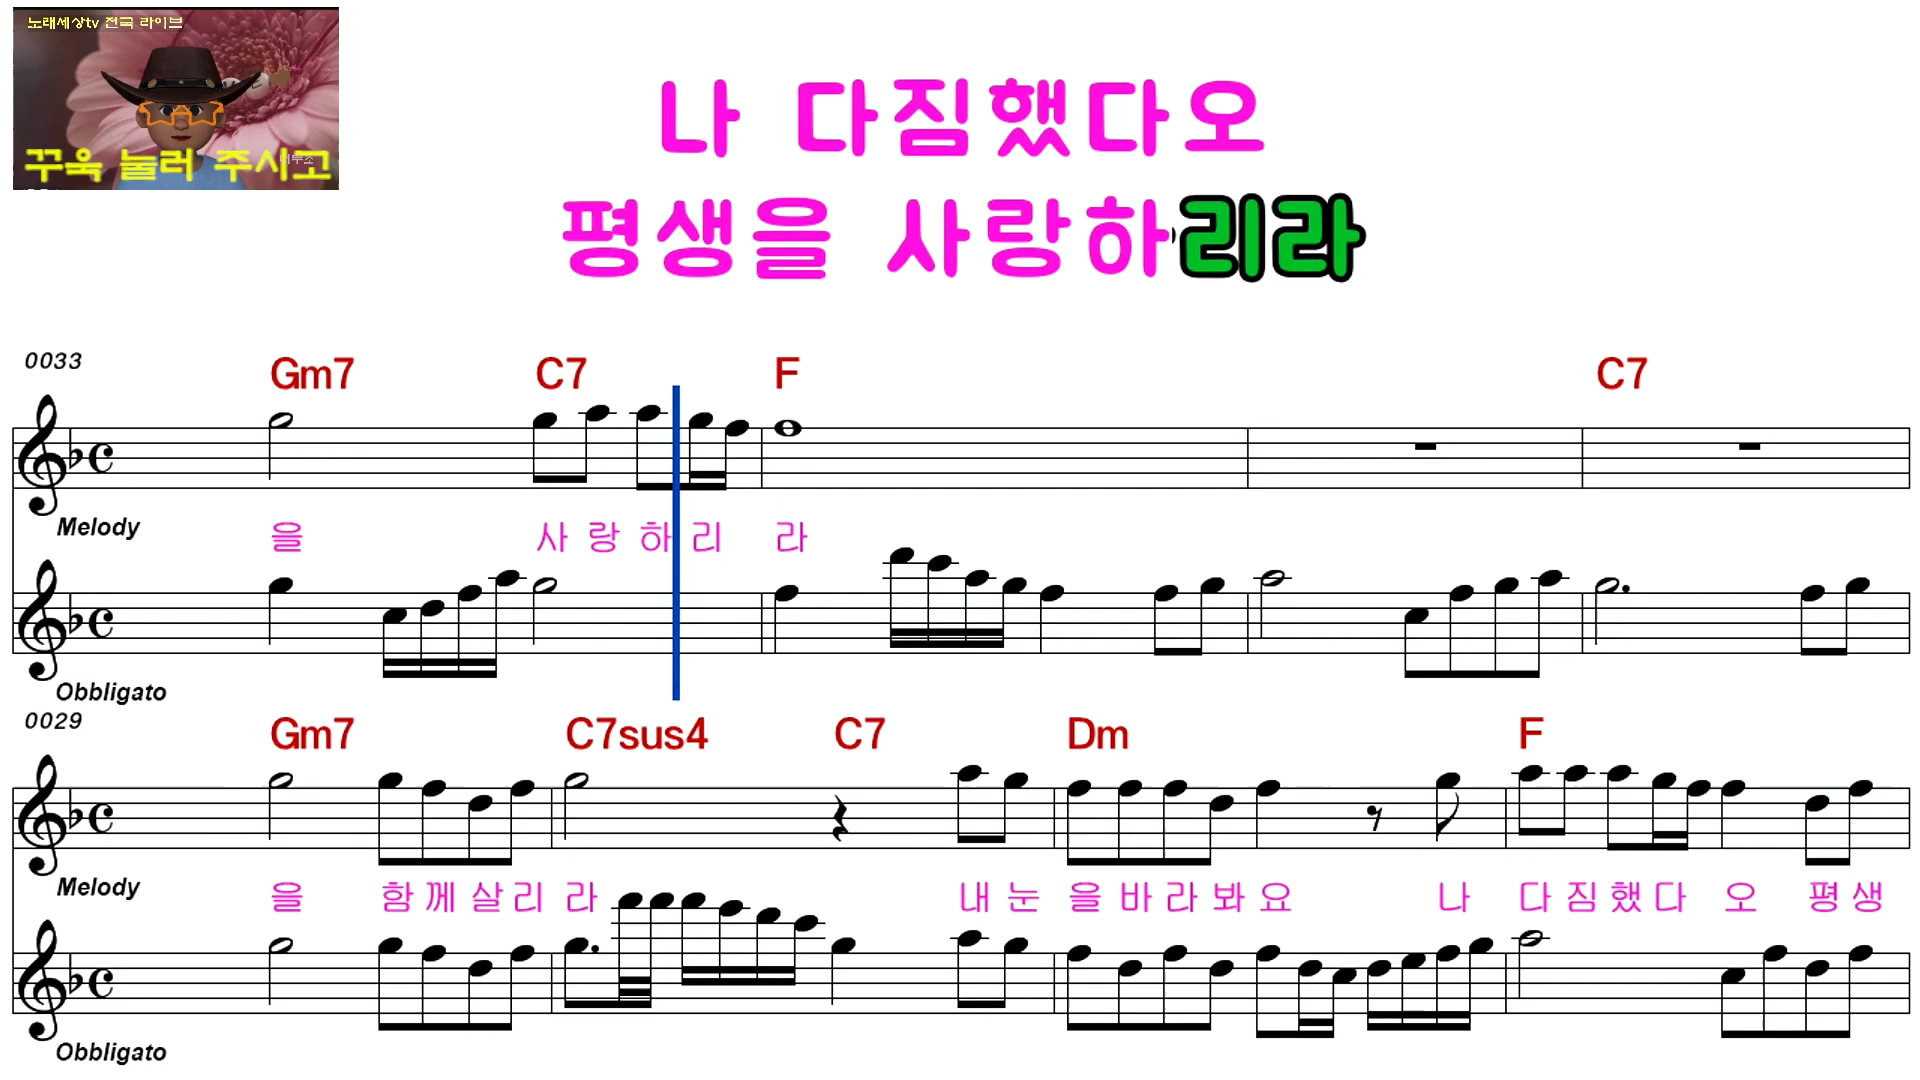 노래세상tv 전국 라이브
꾸욱 눌러 주시고
나 다짐했다오
평생을 사랑하리라
0033
Gm7 C7 F C7
Melody
을 사랑하리 라
Obbligato
0029
Gm7 C7sus4 C7 Dm F
Melody
을 함께살리 라 내눈 을바라봐요 나 다짐했다 오 평생
Obbligato